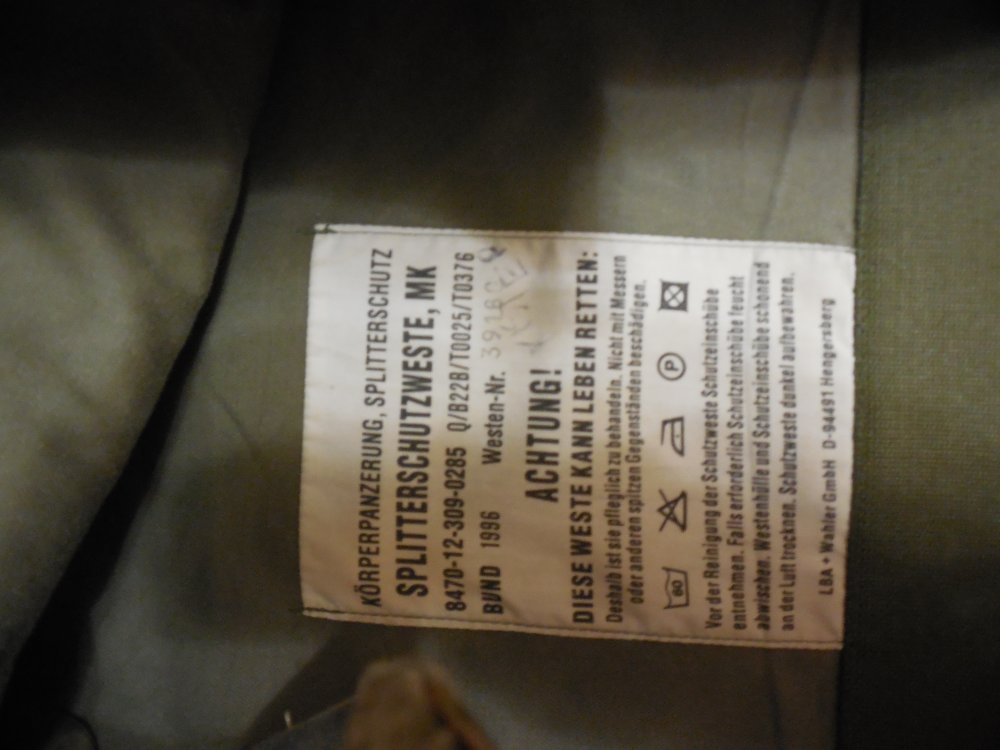 KÖRPERPANZERUNG, SPLITTERSCHUTZ
SPLITTERSCHUTZWESTE, MK
8470-12-309-0285 Q/B22B/T0025/T0376
BUND 1996 Westen-Nr.
ACHTUNG!
DIESE WESTE KANN LEBEN RETTEN:
Deshalb ist sie pfleglich zu behandeln. Nicht mit Messern
oder anderen spitzen Gegenständen beschädigen.
60 P
Vor der Reinigung der Schutzweste Schutzeinschübe
entnehmen. Falls erforderlich Schutzeinschübe feucht
abwischen. Westenhülle und Schutzeinschübe schonend
an der Luft trocknen. Schutzweste dunkel aufbewahren.
LBA + Wahler GmbH D-94491 Hengersberg